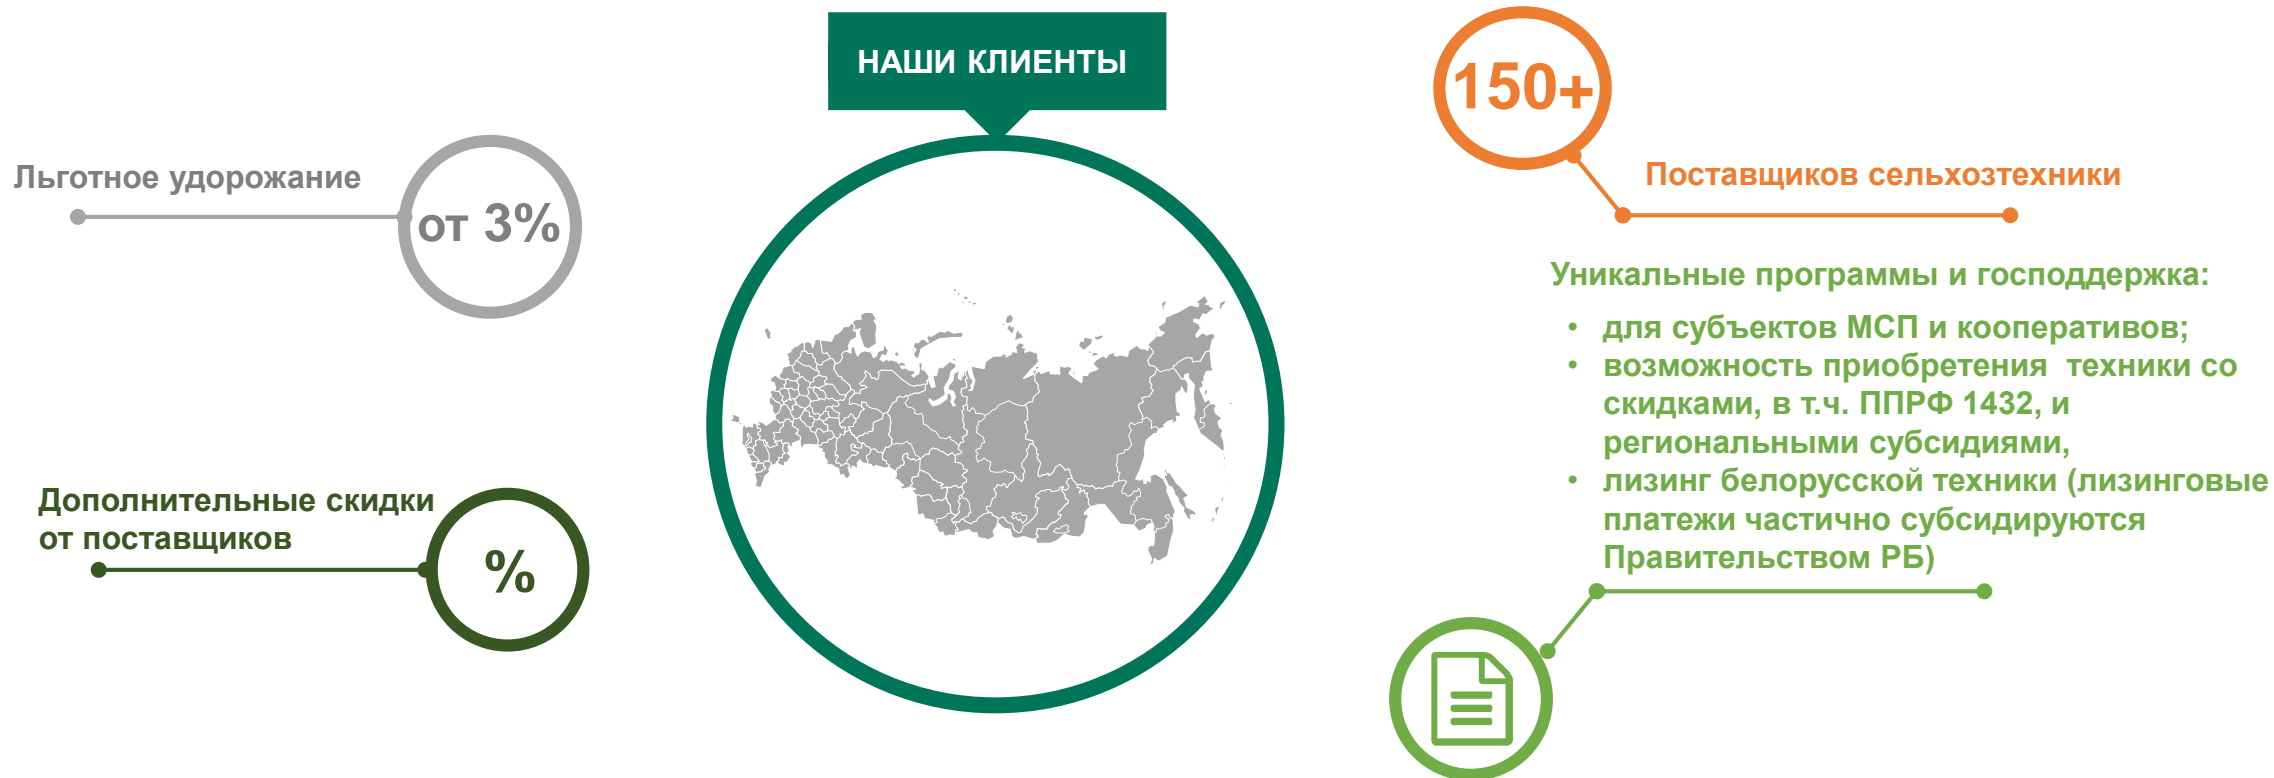 НАШИ КЛИЕНТЫ
Льготное удорожание
от 3%
Дополнительные скидки
от поставщиков
%
150+
Поставщиков сельхозтехники
Уникальные программы и господдержка:
• для субъектов МСП и кооперативов;
• возможность приобретения  техники со
скидками, в т.ч. ППРФ 1432, и
региональными субсидиями,
• лизинг белорусской техники (лизинговые
платежи частично субсидируются
Правительством РБ)